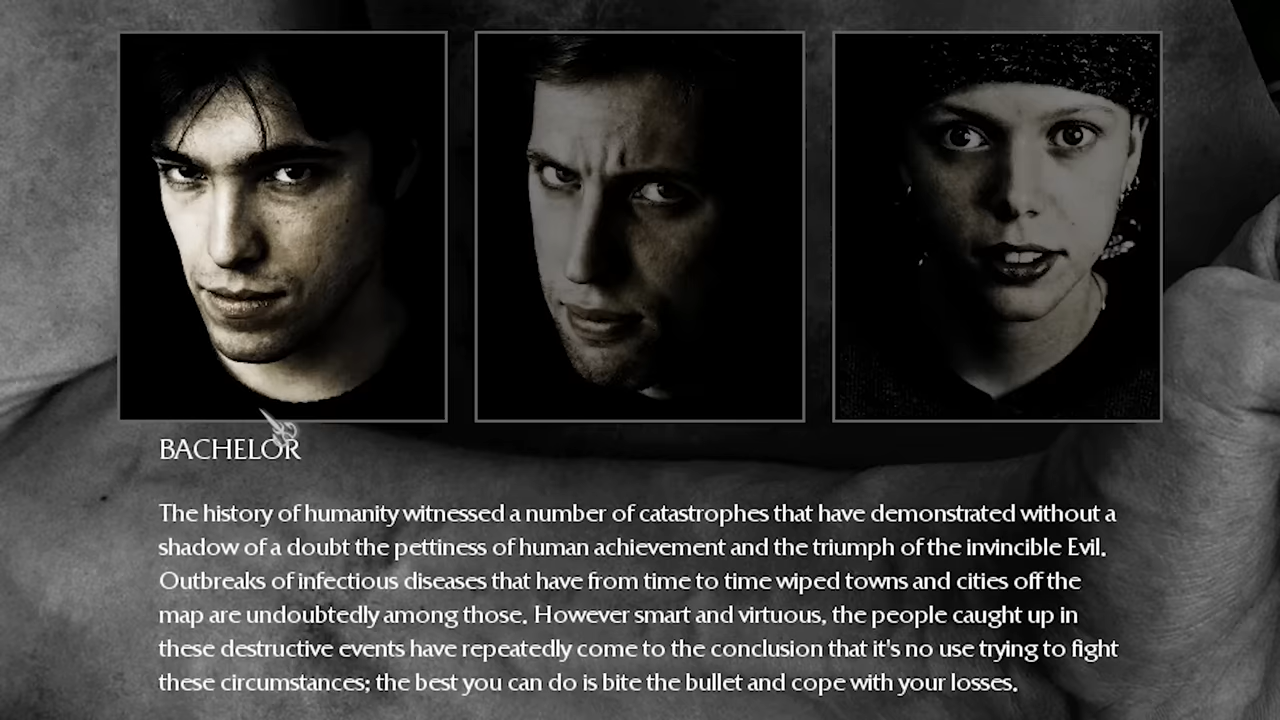 BACHELOR
The history of humanity witnessed a number of catastrophes that have demonstrated without a
shadow of a doubt the pettiness of human achievement and the triumph of the invincible Evil.
Outbreaks of infectious diseases that have from time to time wiped towns and cities off the
map are undoubtedly among those. However smart and virtuous, the people caught up in
these destructive events have repeatedly come to the conclusion that it's no use trying to fight
these circumstances; the best you can do is bite the bullet and cope with your losses.